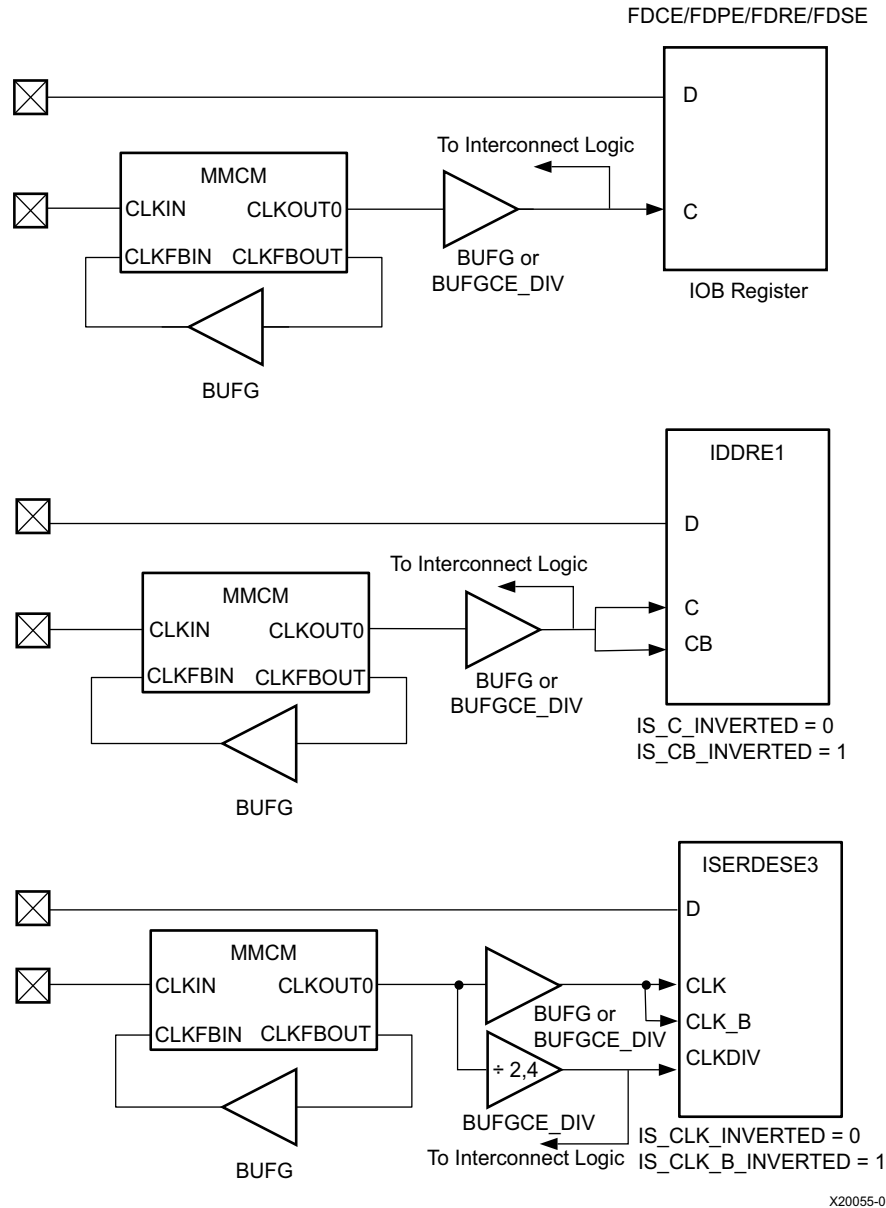 FDCE/FDPE/FDRE/FDSE
D
To Interconnect Logic
MMCM
CLKIN CLKOUT0
C
CLKFBIN CLKFBOUT
BUFG or
BUFGCE_DIV
IOB Register
BUFG
IDDRE1
D
To Interconnect Logic
MMCM
C
CLKIN CLKOUT0
CB
CLKFBIN CLKFBOUT
BUFG or
BUFGCE_DIV
IS_C_INVERTED = 0
IS_CB_INVERTED = 1
BUFG
ISERDESE3
D
MMCM
CLKIN CLKOUT0
CLK
BUFG or
BUFGCE_DIV
CLK_B
CLKFBIN CLKFBOUT
CLKDIV
÷ 2,4
BUFGCE_DIV
To Interconnect Logic
IS_CLK_INVERTED = 0
IS_CLK_B_INVERTED = 1
BUFG
X20055-0